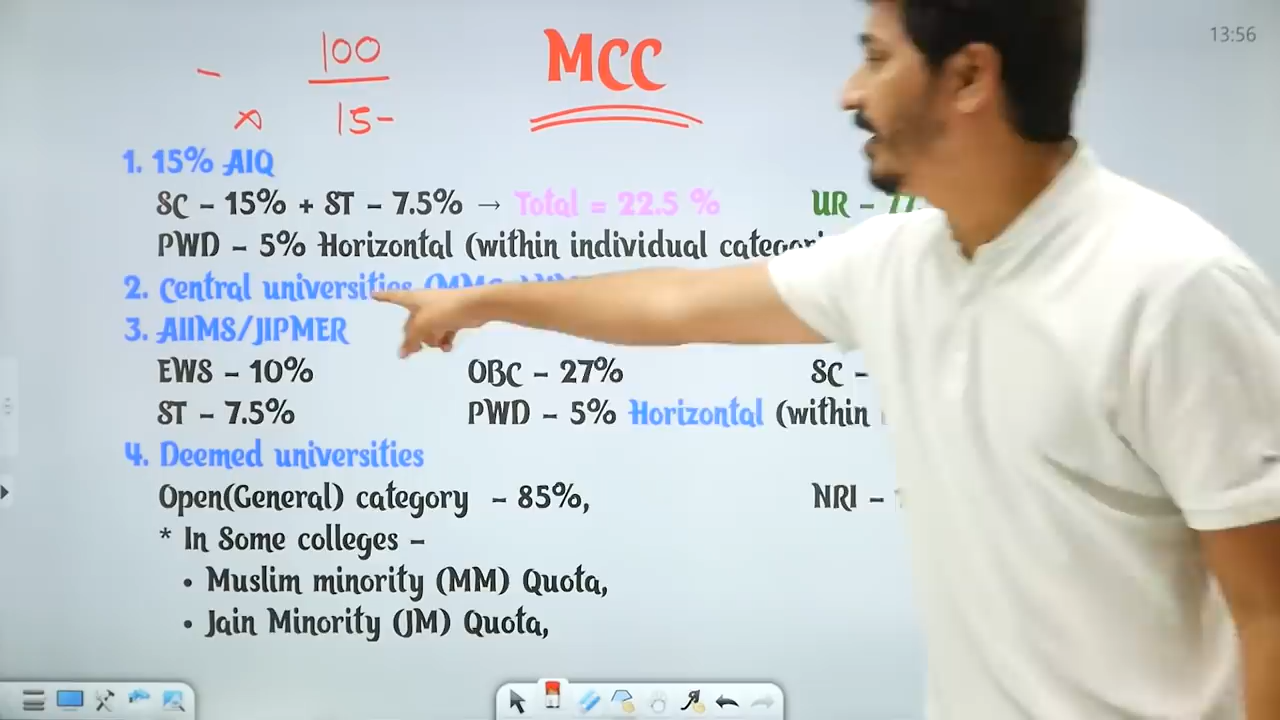 13:56
100
MCC
15-
1. 15% AIQ
SC - 15% + ST - 7.5% → Total = 22.5 %
UR - 77.
PWD - 5% Horizontal (within individual
2. Central universities
3. AIIMS/JIPMER
EWS - 10% OBC - 27% SC -
ST - 7.5% PWD - 5% Horizontal (within
4. Deemed universities
Open(General) category - 85%, NRI -
* In Some colleges -
• Muslim minority (MM) Quota,
• Jain Minority (JM) Quota,